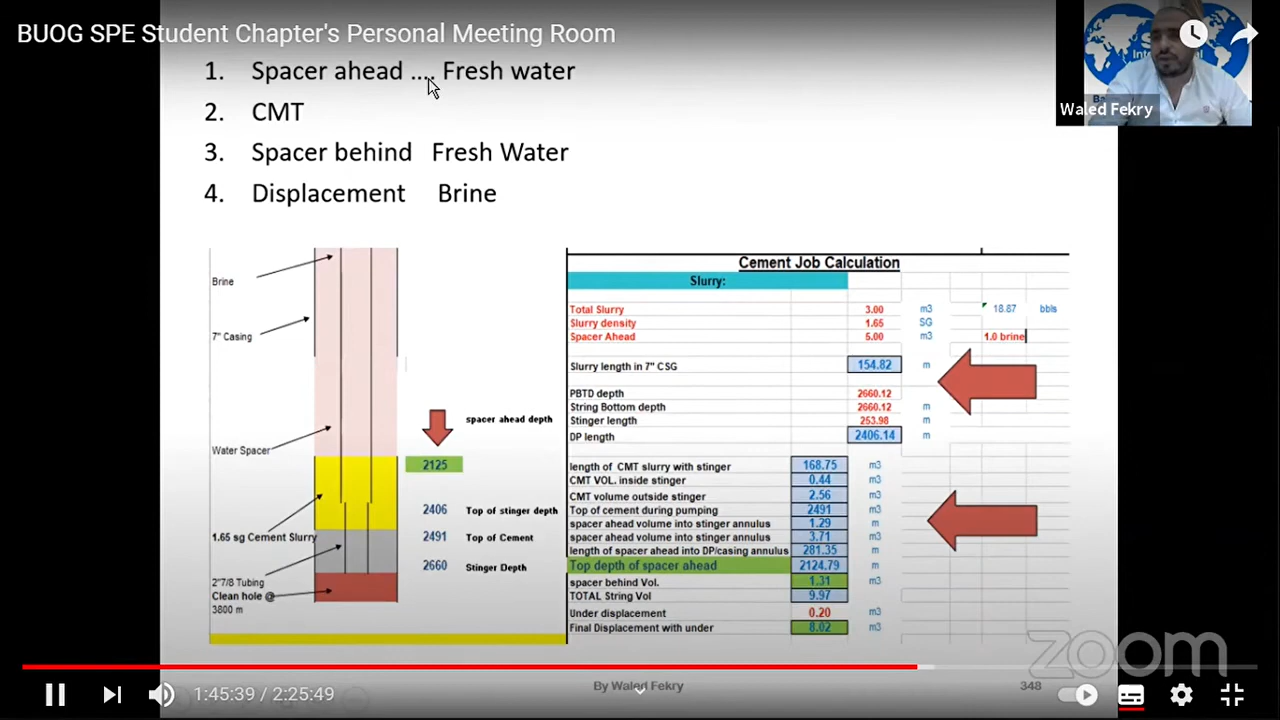 BUOG SPE Student Chapter's Personal Meeting Room
Waled Fekry
1. Spacer ahead .... Fresh water
2. CMT
3. Spacer behind Fresh Water
4. Displacement Brine
Brine
7" Casing
Water Spacer
1.65 sg Cement Slurry
2"7/8 Tubing
Clean hole @
3800 m
spacer ahead depth
2125
2406 Top of stinger depth
2491 Top of Cement
2660 Stinger Depth
Cement Job Calculation
Slurry:
Total Slurry 3.00 m3 18.87 bbls
Slurry density 1.65 SG
Spacer Ahead 5.00 m3 1.0 brine
Slurry length in 7" CSG 154.82 m
PBTD depth 2660.12
String Bottom depth 2660.12 m
Stinger length 253.98 m
DP length 2406.14 m
length of CMT slurry with stinger 168.75 m3
CMT VOL. inside stinger 0.44 m3
CMT volume outside stinger 2.56 m3
Top of cement during pumping 2491 m3
spacer ahead volume into stinger annulus 1.29 m
spacer ahead volume into stinger annulus 3.71 m3
length of spacer ahead into DP/casing annulus 281.35 m
Top depth of spacer ahead 2124.79 m
spacer behind Vol. 1.31 m3
TOTAL String Vol 9.97
Under displacement 0.20 m3
Final Displacement with under 8.02 m3
zoom
By Waled Fekry 348
1:45:39 / 2:25:49